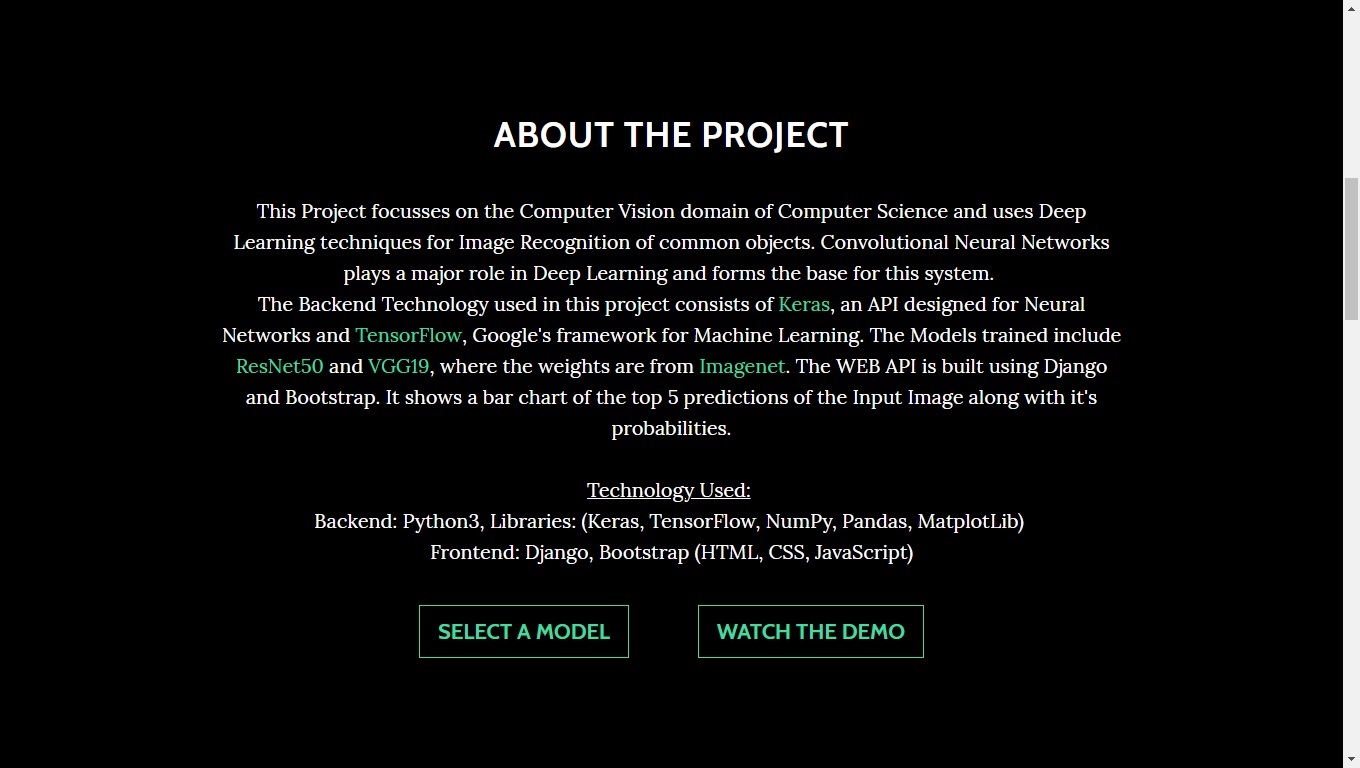 ABOUT THE PROJECT
This Project focusses on the Computer Vision domain of Computer Science and uses Deep
Learning techniques for Image Recognition of common objects. Convolutional Neural Networks
plays a major role in Deep Learning and forms the base for this system.
The Backend Technology used in this project consists of Keras, an API designed for Neural
Networks and TensorFlow, Google's framework for Machine Learning. The Models trained include
ResNet50 and VGG19, where the weights are from Imagenet. The WEB API is built using Django
and Bootstrap. It shows a bar chart of the top 5 predictions of the Input Image along with it's
probabilities.
Technology Used:
Backend: Python3, Libraries: (Keras, TensorFlow, NumPy, Pandas, MatplotLib)
Frontend: Django, Bootstrap (HTML, CSS, JavaScript)
SELECT A MODEL
WATCH THE DEMO